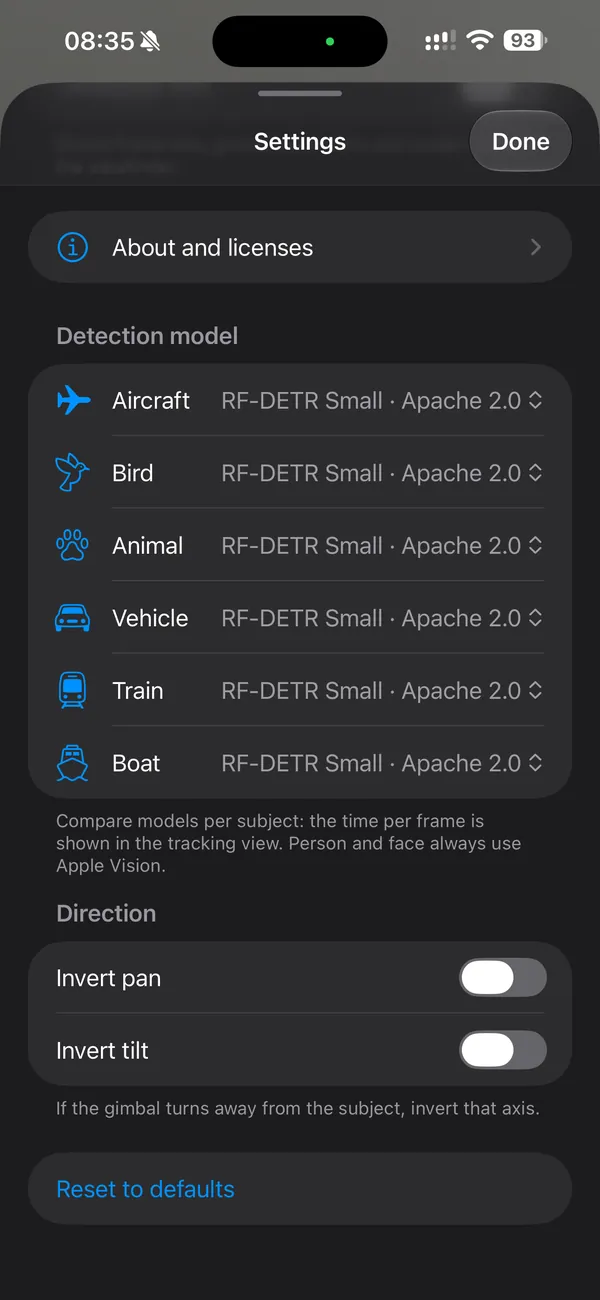 08:35
93
Settings
Done
About and licenses
Detection model
Aircraft RF-DETR Small · Apache 2.0
Bird RF-DETR Small · Apache 2.0
Animal RF-DETR Small · Apache 2.0
Vehicle RF-DETR Small · Apache 2.0
Train RF-DETR Small · Apache 2.0
Boat RF-DETR Small · Apache 2.0
Compare models per subject: the time per frame is
shown in the tracking view. Person and face always use
Apple Vision.
Direction
Invert pan
Invert tilt
If the gimbal turns away from the subject, invert that axis.
Reset to defaults